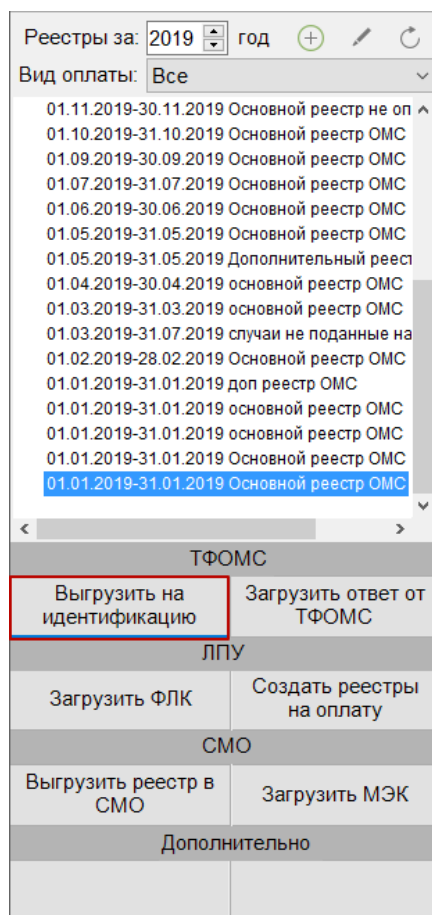 Реестры за: 2019 год
Вид оплаты: Все
01.11.2019-30.11.2019 Основной реестр не оп
01.10.2019-31.10.2019 Основной реестр ОМС
01.09.2019-30.09.2019 Основной реестр ОМС
01.07.2019-31.07.2019 Основной реестр ОМС
01.06.2019-30.06.2019 Основной реестр ОМС
01.05.2019-31.05.2019 Основной реестр ОМС
01.05.2019-31.05.2019 Дополнительный реест
01.04.2019-30.04.2019 основной реестр ОМС
01.03.2019-31.03.2019 основной реестр ОМС
01.03.2019-31.07.2019 случаи не поданные на
01.02.2019-28.02.2019 Основной реестр ОМС
01.01.2019-31.01.2019 доп реестр ОМС
01.01.2019-31.01.2019 основной реестр ОМС
01.01.2019-31.01.2019 основной реестр ОМС
01.01.2019-31.01.2019 Основной реестр ОМС
01.01.2019-31.01.2019 Основной реестр ОМС
ТФОМС
Выгрузить на
идентификацию
Загрузить ответ от
ТФОМС
ЛПУ
Загрузить ФЛК
Создать реестры
на оплату
СМО
Выгрузить реестр в
СМО
Загрузить МЭК
Дополнительно